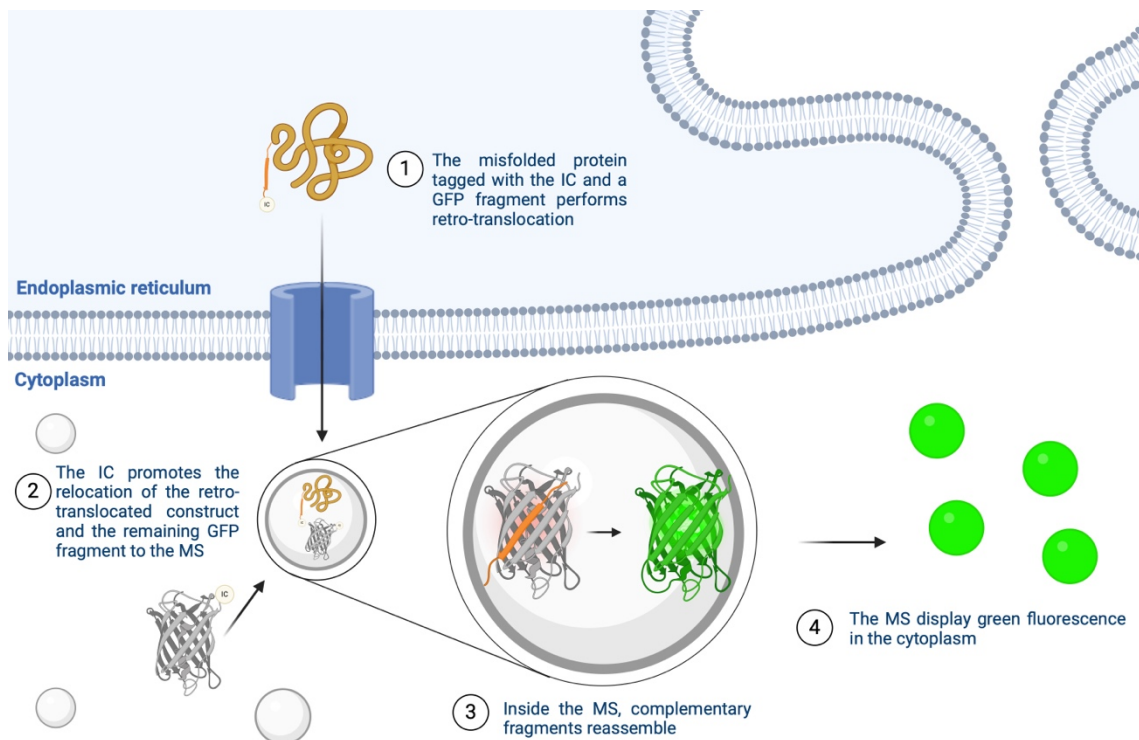 1
The misfolded protein
tagged with the IC and a
GFP fragment performs
retro-translocation
IC
Endoplasmic reticulum
Cytoplasm
2
The IC promotes the
relocation of the retro-
translocated construct
and the remaining GFP
fragment to the MS
IC
3
Inside the MS, complementary
fragments reassemble
4
The MS display green fluorescence
in the cytoplasm